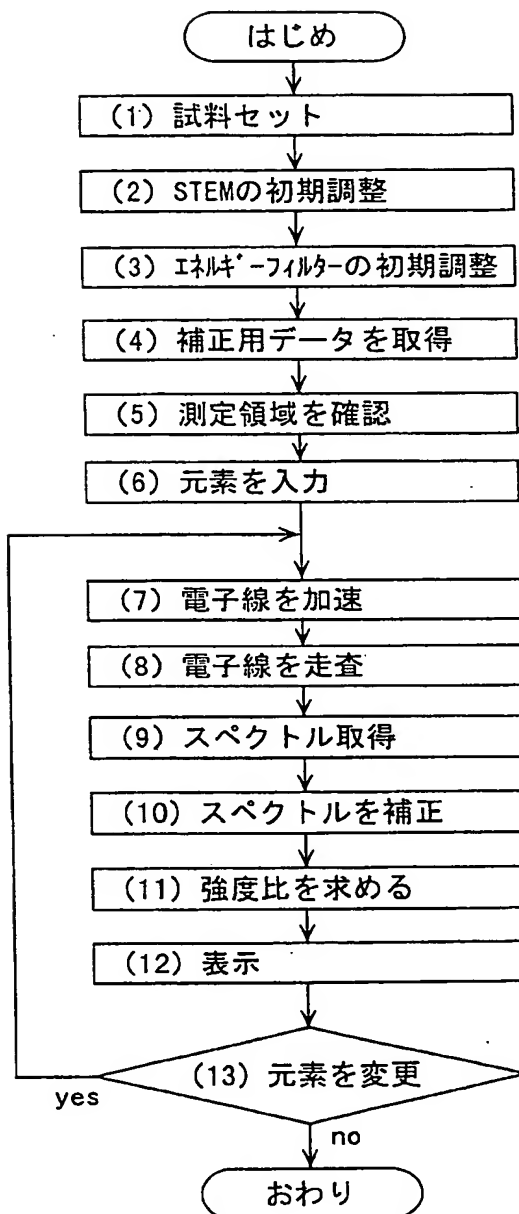 はじめ
(1) 試料セット
(2) STEMの初期調整
(3) ｴﾈﾙｷﾞｰﾌｨﾙﾀｰの初期調整
(4) 補正用データを取得
(5) 測定領域を確認
(6) 元素を入力
(7) 電子線を加速
(8) 電子線を走査
(9) スペクトル取得
(10) スペクトルを補正
(11) 強度比を求める
(12) 表示
(13) 元素を変更
yes
no
おわり